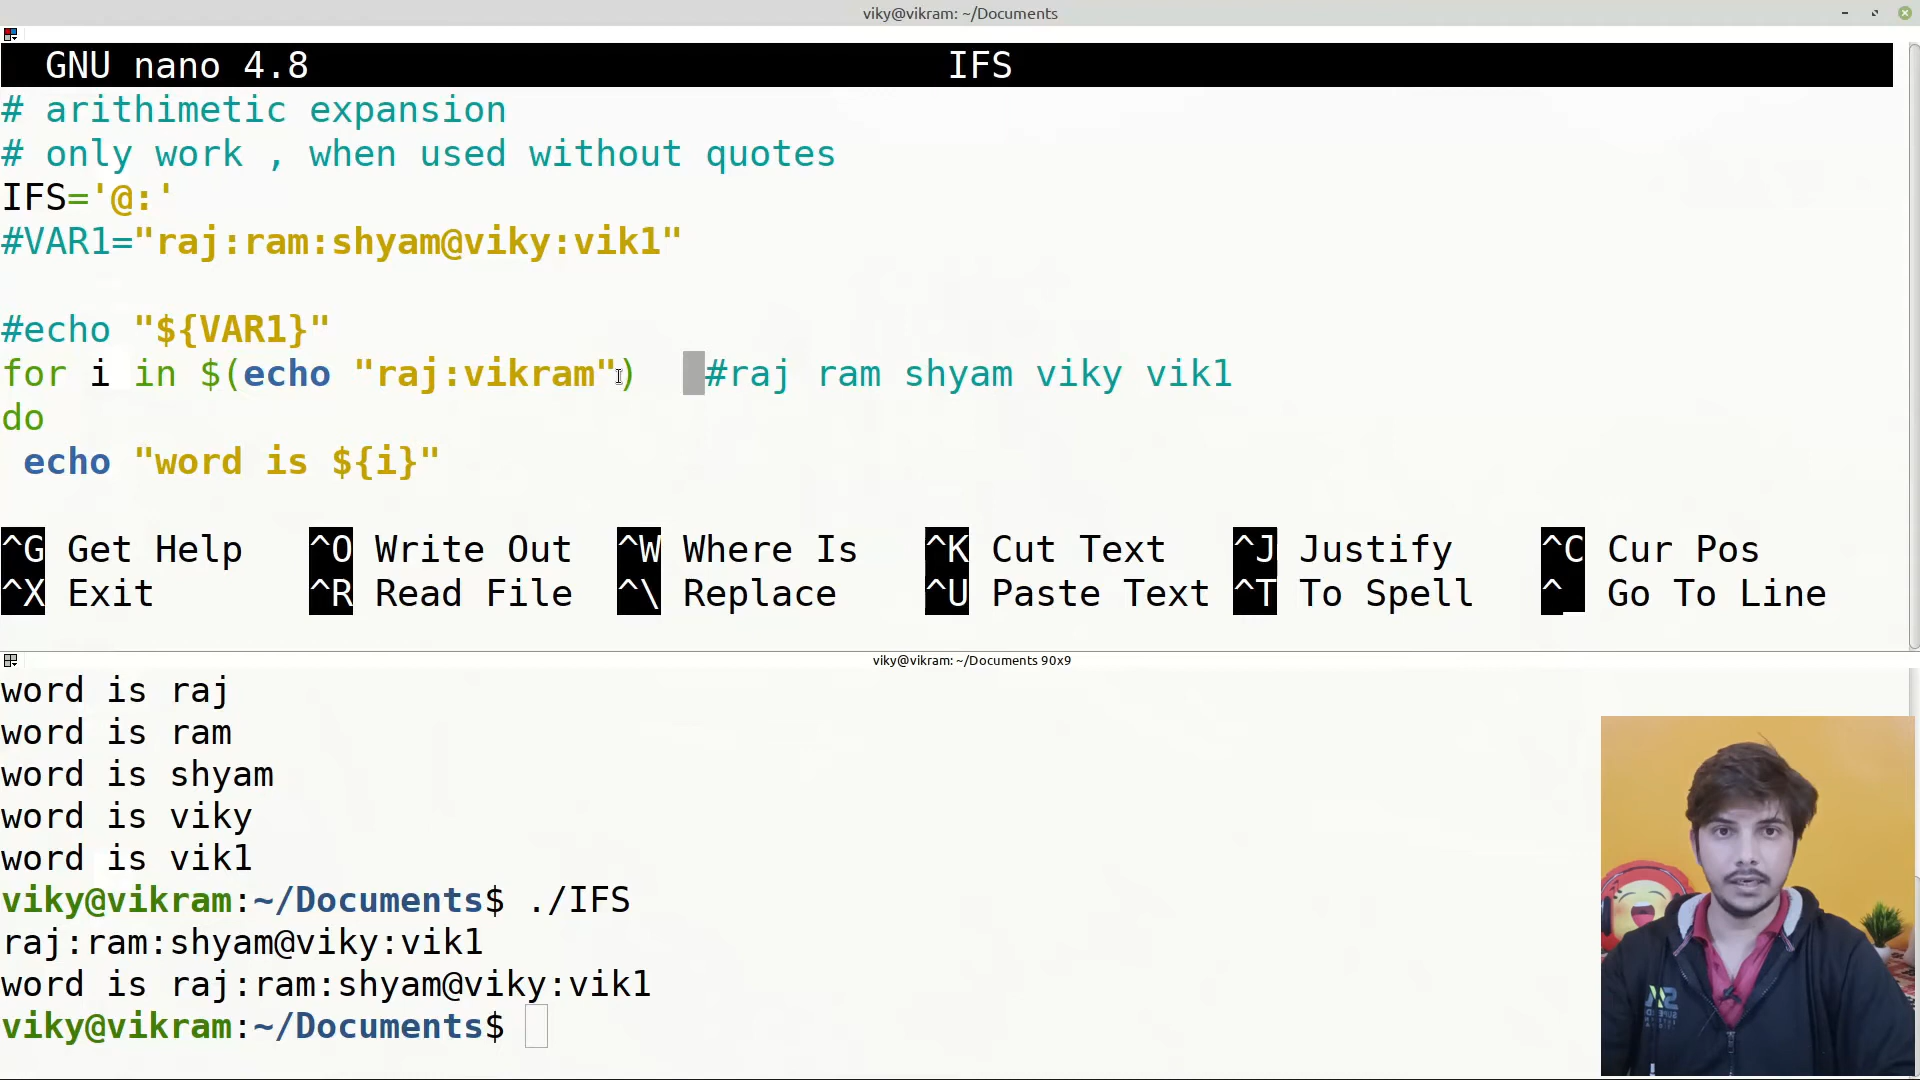 viky@vikram: ~/Documents
GNU nano 4.8 IFS
# arithimetic expansion
# only work , when used without quotes
IFS='@:'
#VAR1="raj:ram:shyam@viky:vik1"
#echo "${VAR1}"
for i in $(echo "raj:vikram") #raj ram shyam viky vik1
do
echo "word is ${i}"
^G Get Help ^O Write Out ^W Where Is ^K Cut Text ^J Justify ^C Cur Pos
^X Exit ^R Read File ^\ Replace ^U Paste Text ^T To Spell ^_ Go To Line
viky@vikram: ~/Documents 90x9
word is raj
word is ram
word is shyam
word is viky
word is vik1
viky@vikram:~/Documents$ ./IFS
raj:ram:shyam@viky:vik1
word is raj:ram:shyam@viky:vik1
viky@vikram:~/Documents$